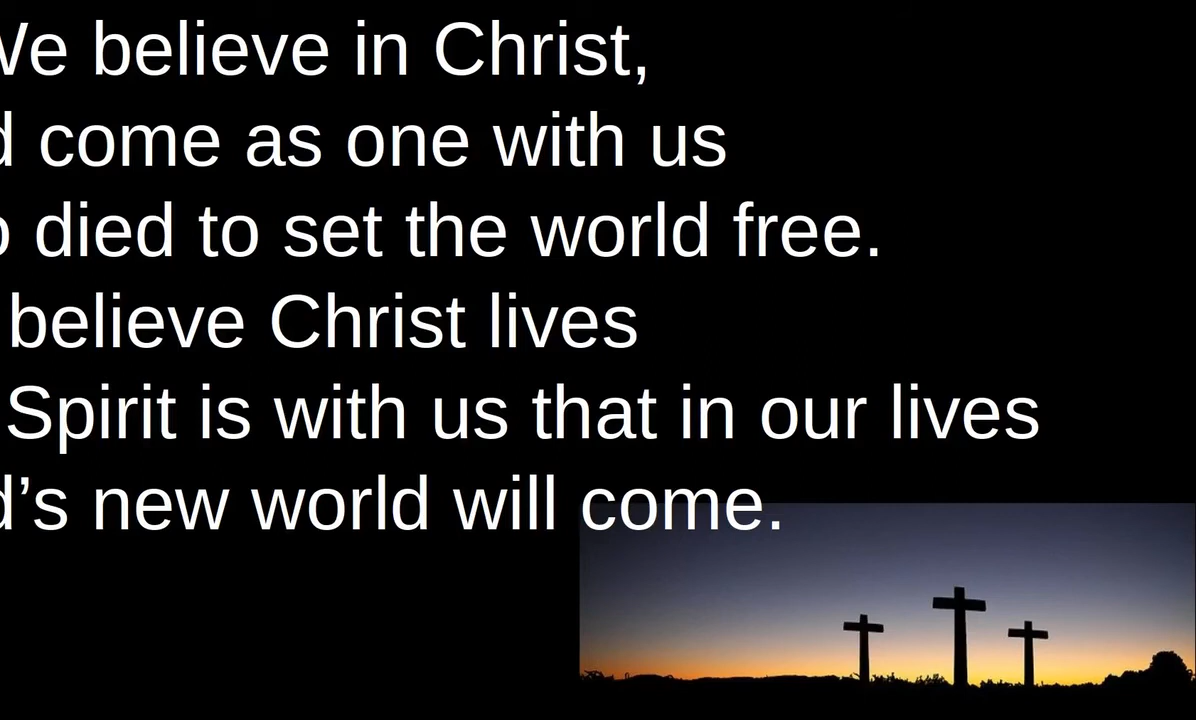 We believe in Christ,
d come as one with us
o died to set the world free.
believe Christ lives
Spirit is with us that in our lives
d’s new world will come.